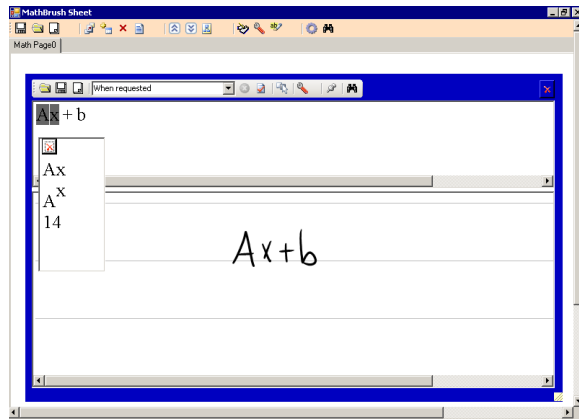 MathBrush Sheet
Math Page0
When requested
Ax + b
Ax
A^x
14
Ax+b